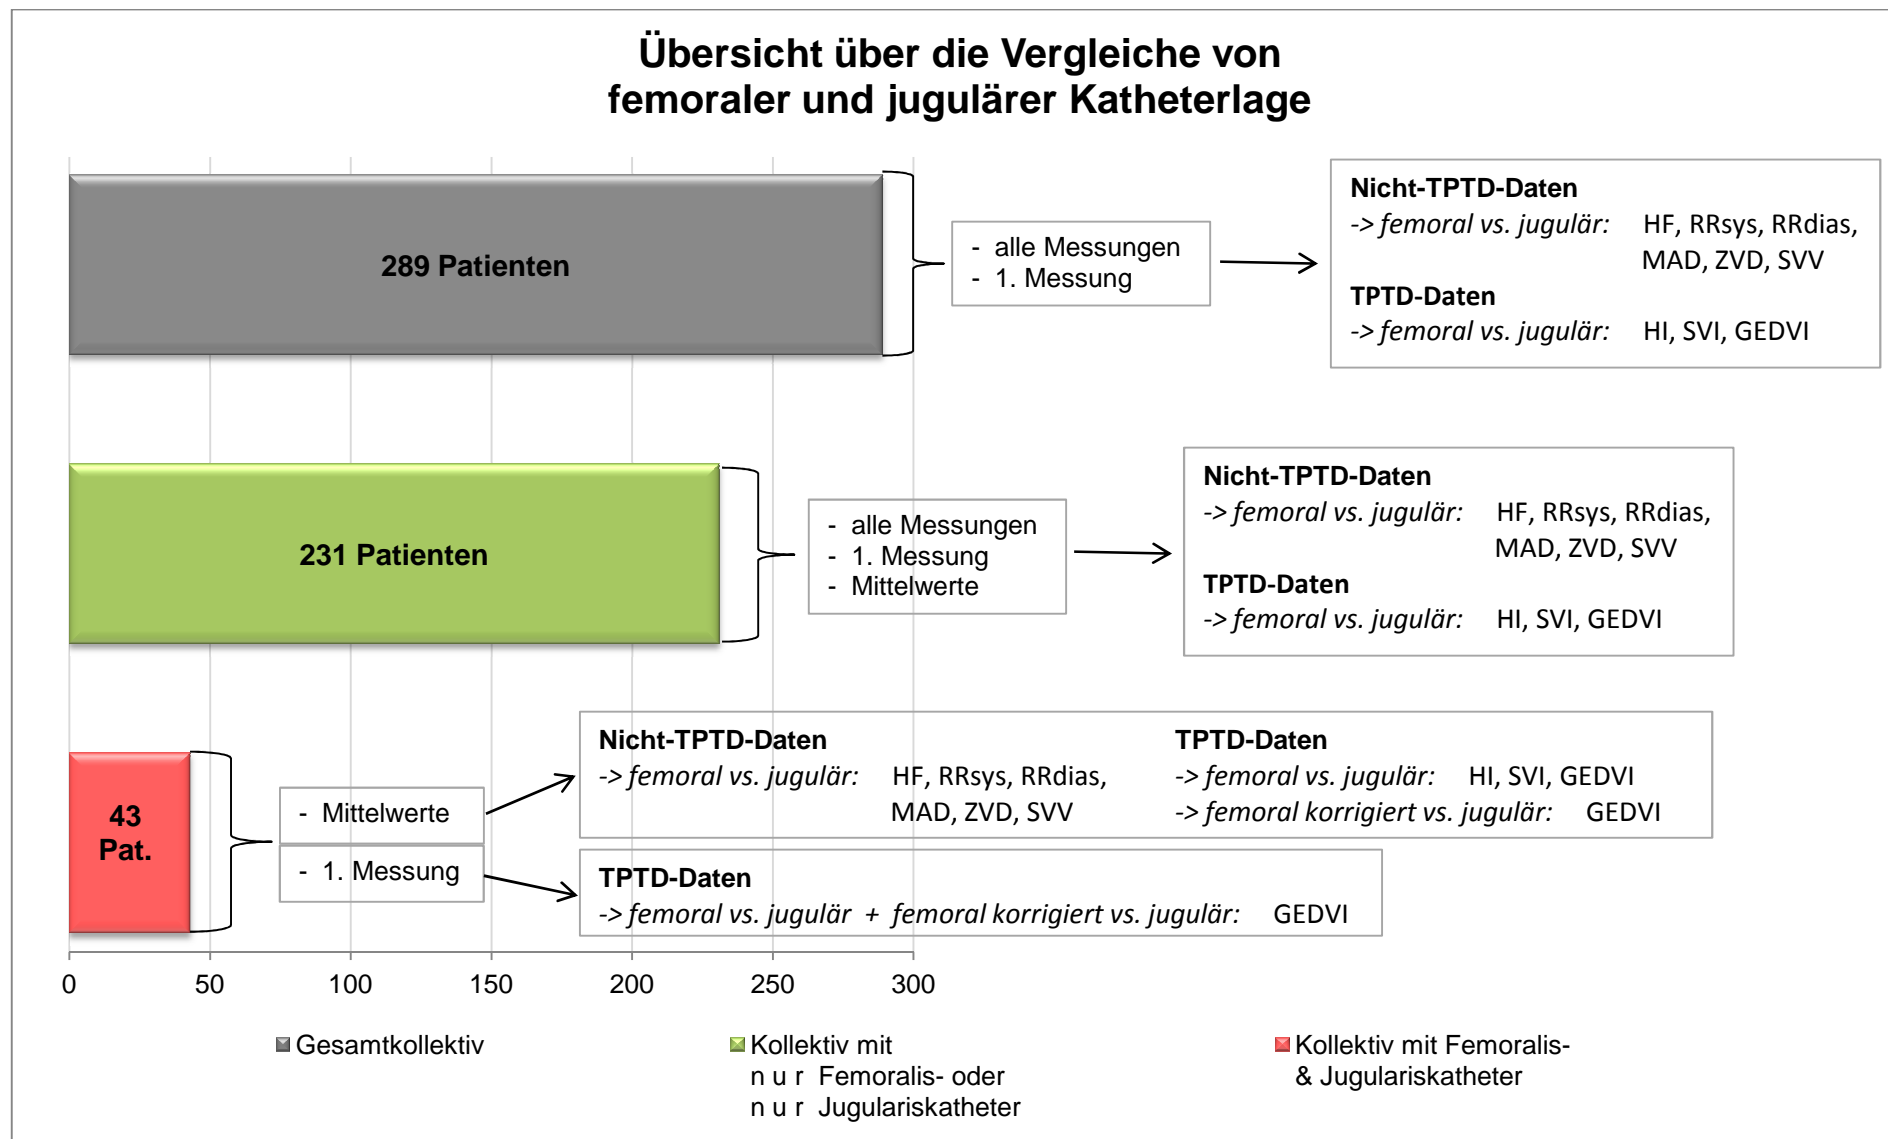 Übersicht über die Vergleiche von
femoraler und jugulärer Katheterlage
289 Patienten
- alle Messungen
- 1. Messung
Nicht-TPTD-Daten
-> femoral vs. jugulär: HF, RRsys, RRdias,
MAD, ZVD, SVV
TPTD-Daten
-> femoral vs. jugulär: HI, SVI, GEDVI
231 Patienten
- alle Messungen
- 1. Messung
- Mittelwerte
Nicht-TPTD-Daten
-> femoral vs. jugulär: HF, RRsys, RRdias,
MAD, ZVD, SVV
TPTD-Daten
-> femoral vs. jugulär: HI, SVI, GEDVI
43
Pat.
- Mittelwerte
- 1. Messung
Nicht-TPTD-Daten
-> femoral vs. jugulär: HF, RRsys, RRdias,
MAD, ZVD, SVV
TPTD-Daten
-> femoral vs. jugulär: HI, SVI, GEDVI
-> femoral korrigiert vs. jugulär: GEDVI
TPTD-Daten
-> femoral vs. jugulär + femoral korrigiert vs. jugulär: GEDVI
0 50 100 150 200 250 300
Gesamtkollektiv
Kollektiv mit
n u r Femoralis- oder
n u r Jugulariskatheter
Kollektiv mit Femoralis-
& Jugulariskatheter